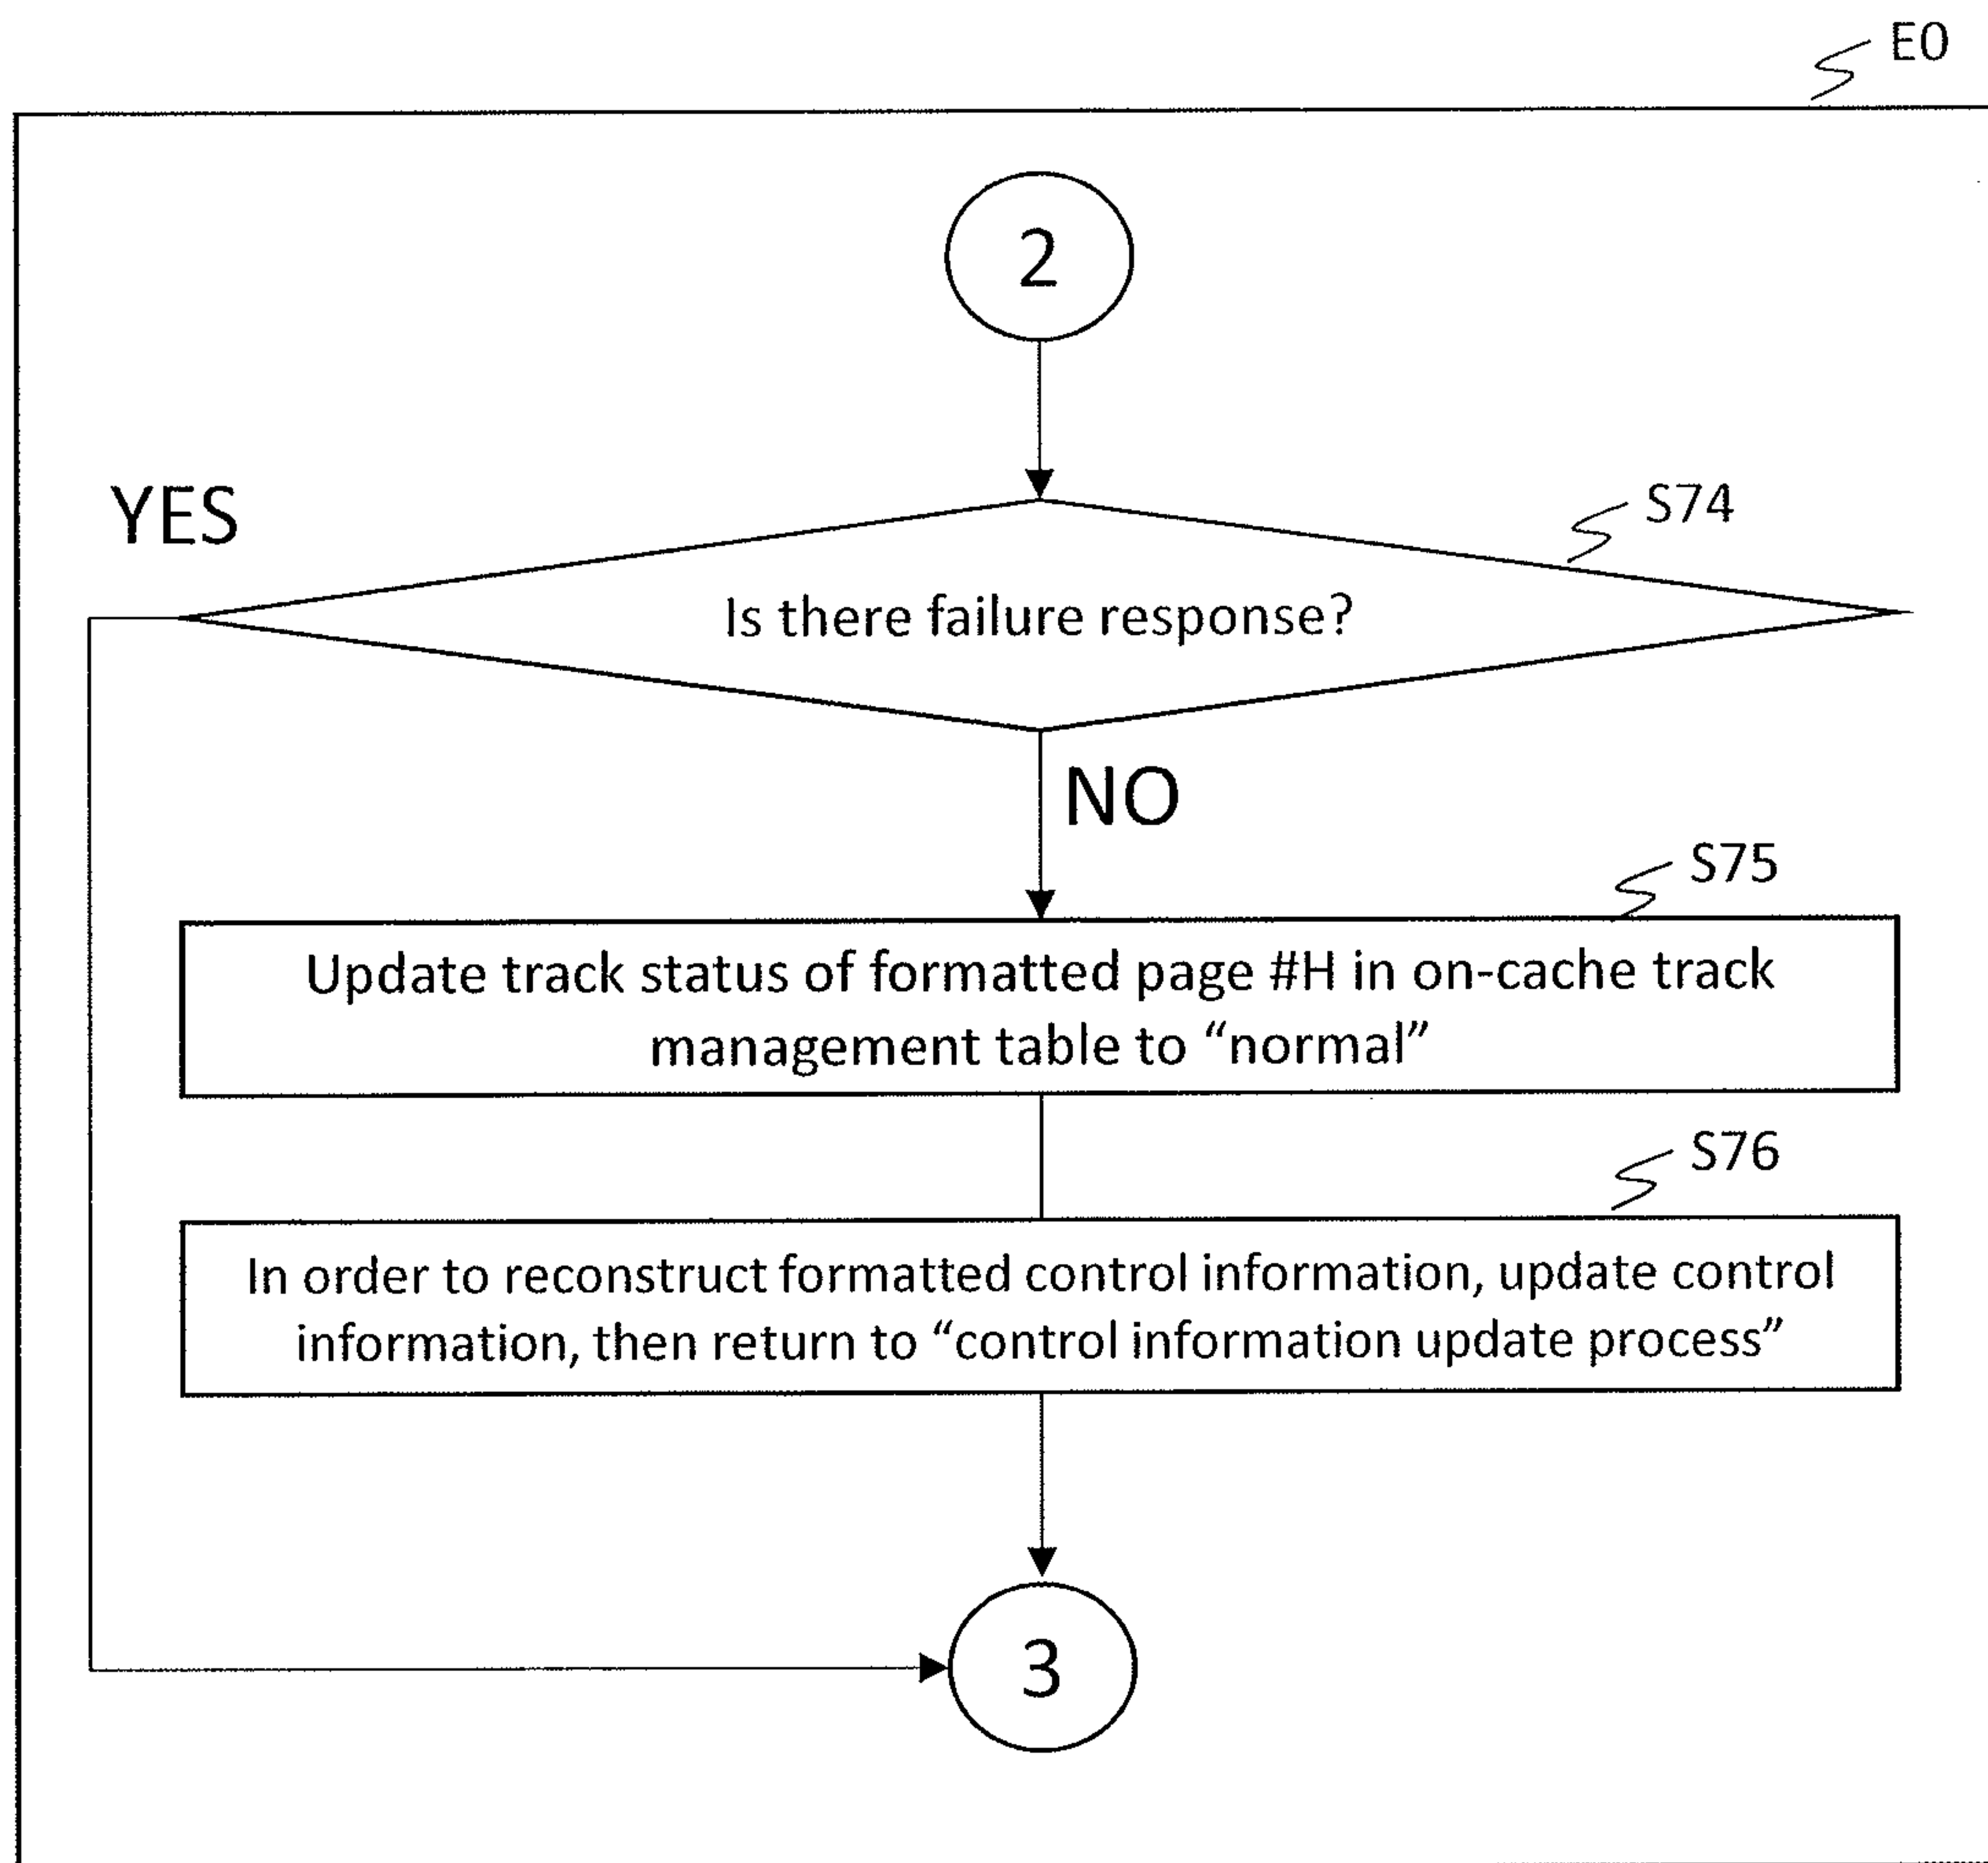 E0
2
YES
S74
Is there failure response?
NO
S75
Update track status of formatted page #H in on-cache track
management table to “normal”
S76
In order to reconstruct formatted control information, update control
information, then return to “control information update process”
3